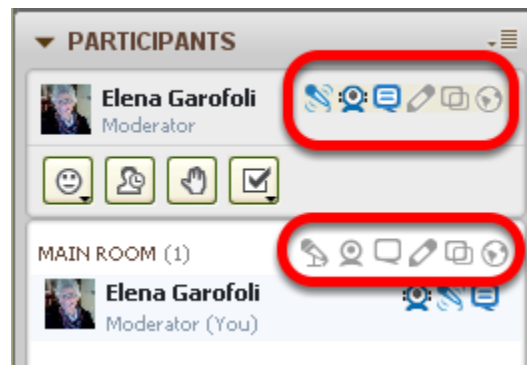 PARTICIPANTS
Elena Garofoli
Moderator
MAIN ROOM (1)
Elena Garofoli
Moderator (You)